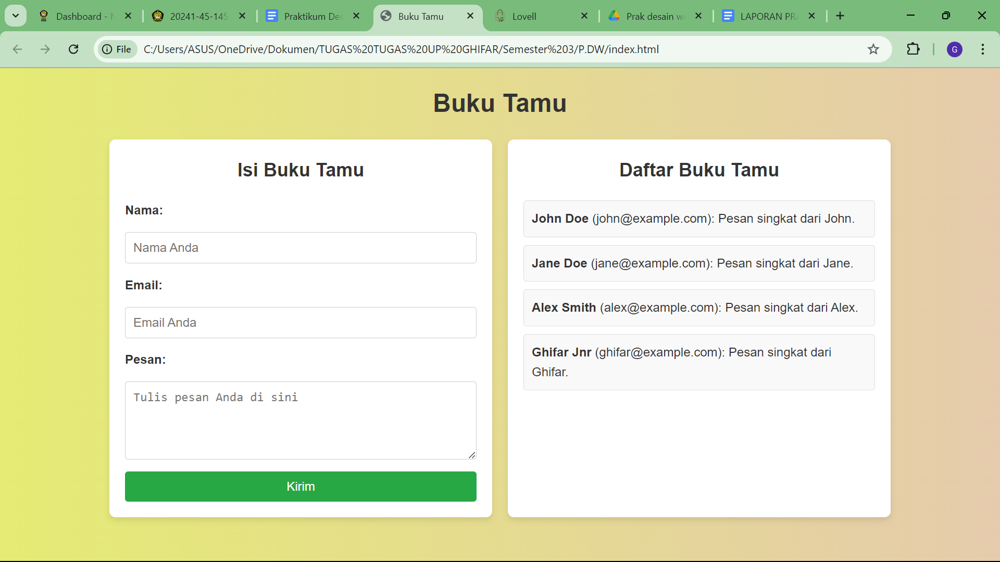 Dashboard -
20241-45-145
Praktikum Des
Buku Tamu
Lovell
Prak desain w
LAPORAN PRA
File
C:/Users/ASUS/OneDrive/Dokumen/TUGAS%20TUGAS%20UP%20GHIFAR/Semester%203/P.DW/index.html
G
Buku Tamu
Isi Buku Tamu
Nama:
Nama Anda
Email:
Email Anda
Pesan:
Tulis pesan Anda di sini
Kirim
Daftar Buku Tamu
John Doe (john@example.com): Pesan singkat dari John.
Jane Doe (jane@example.com): Pesan singkat dari Jane.
Alex Smith (alex@example.com): Pesan singkat dari Alex.
Ghifar Jnr (ghifar@example.com): Pesan singkat dari
Ghifar.